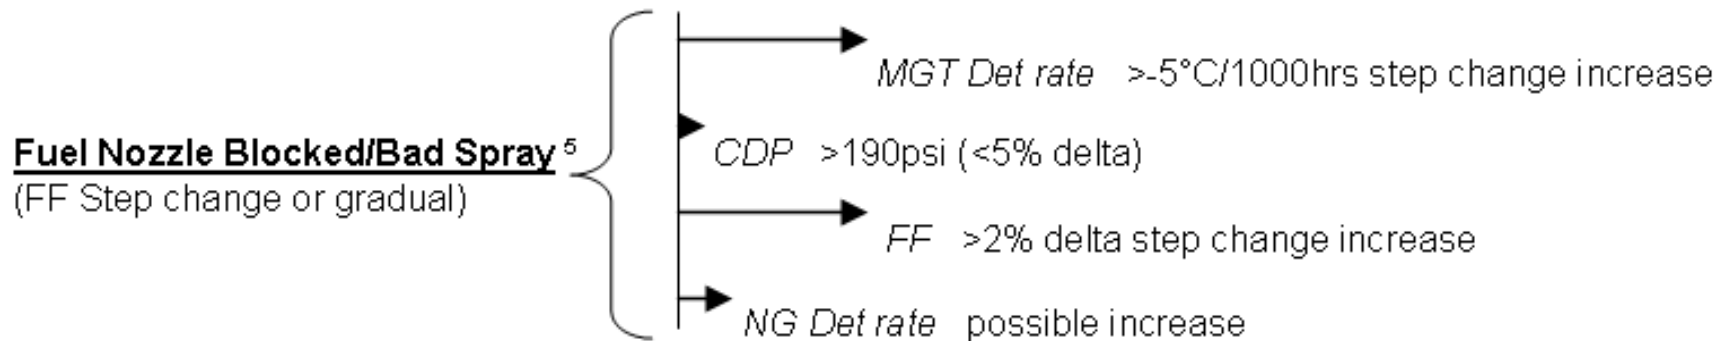 MGT Det rate >-5°C/1000hrs step change increase
Fuel Nozzle Blocked/Bad Spray 5
CDP >190psi (<5% delta)
(FF Step change or gradual)
FF >2% delta step change increase
NG Det rate possible increase